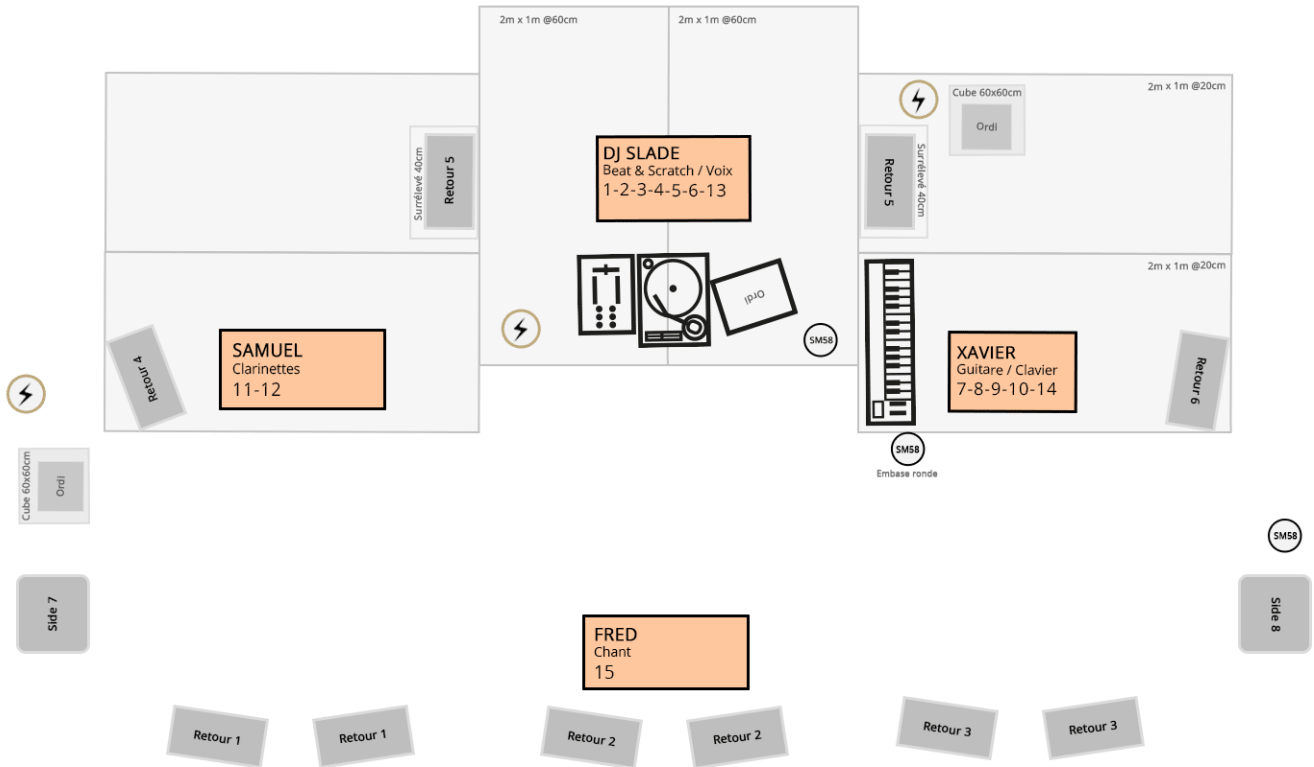 2m x 1m @60cm
2m x 1m @60cm
2m x 1m @20cm
Cube 60x60cm
Ordi
Surrélevé 40cm
Retour 5
DJ SLADE
Beat & Scratch / Voix
1-2-3-4-5-6-13
Retour 5
Surrélevé 40cm
2m x 1m @20cm
Ordi
SM58
Retour 4
SAMUEL
Clarinettes
11-12
XAVIER
Guitare / Clavier
7-8-9-10-14
Retour 6
SM58
Embase ronde
Cube 60x60cm
Ordi
SM58
Side 7
Side 8
FRED
Chant
15
Retour 1
Retour 1
Retour 2
Retour 2
Retour 3
Retour 3